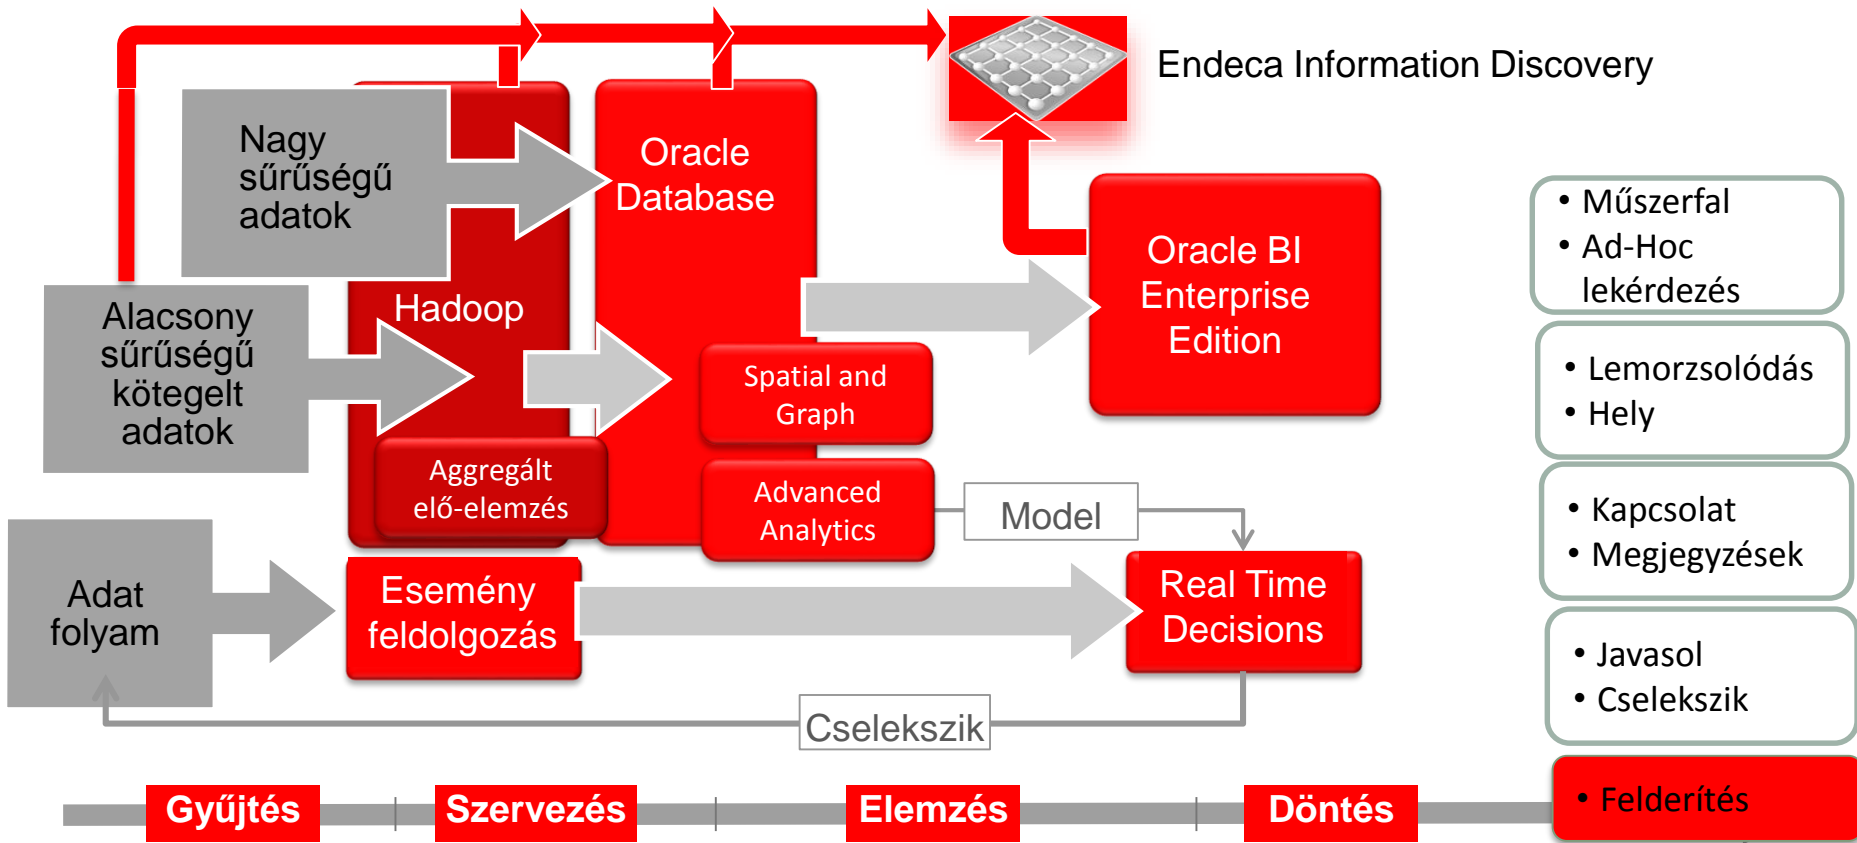 Endeca Information Discovery
Nagy
sűrűségű
adatok
Oracle
Database
Hadoop
Alacsony
sűrűségű
kötegelt
adatok
Oracle BI
Enterprise
Edition
Spatial and
Graph
Aggregált
elő-elemzés
Advanced
Analytics
Model
Adat
folyam
Esemény
feldolgozás
Real Time
Decisions
Cselekszik
• Műszerfal
• Ad-Hoc
lekérdezés
• Lemorzsolódás
• Hely
• Kapcsolat
• Megjegyzések
• Javasol
• Cselekszik
• Felderítés
Gyűjtés
Szervezés
Elemzés
Döntés